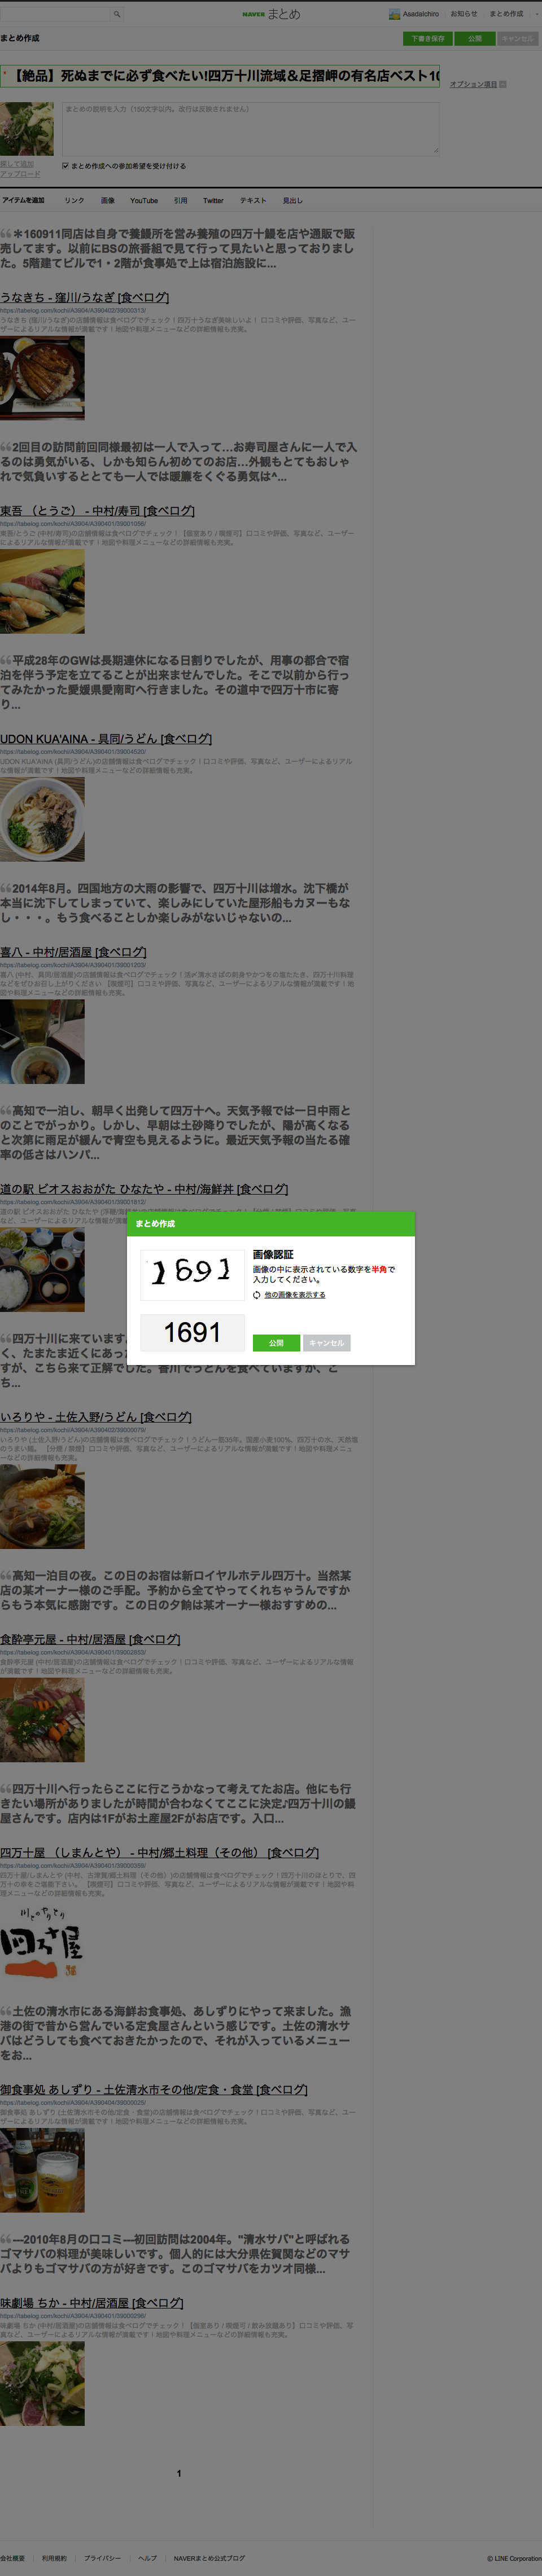 NAVER まとめ
AsadaIchiro
お知らせ
まとめ作成
まとめ作成
下書き保存
公開
キャンセル
* 【絶品】死ぬまでに必ず食べたい!四万十川流域＆足摺岬の有名店ベスト10
オプション項目
まとめの説明を入力（150文字以内。改行は反映されません）
探して追加
アップロード
まとめ作成への参加希望を受け付ける
アイテムを追加
リンク
画像
YouTube
引用
Twitter
テキスト
見出し
＊160911同店は自身で養鰻所を営み養殖の四万十鰻を店や通販で販
売してます。以前にBSの旅番組で見て行って見たいと思っておりまし
た。5階建てビルで1・2階が食事処で上は宿泊施設に...
うなきち - 窪川/うなぎ [食べログ]
https://tabelog.com/kochi/A3904/A390402/39000313/
うなきち (窪川/うなぎ)の店舗情報は食べログでチェック！四万十うなぎ美味しいよ！ 口コミや評価、写真など、ユー
ザーによるリアルな情報が満載です！地図や料理メニューなどの詳細情報も充実。
2回目の訪問前回同様最初は一人で入って…お寿司屋さんに一人で入
るのは勇気がいる、しかも知らん初めてのお店…外観もとてもおしゃ
れで気負いするととても一人では暖簾をくぐる勇気は^...
東吾 （とうご） - 中村/寿司 [食べログ]
https://tabelog.com/kochi/A3904/A390401/39001056/
東吾/とうご (中村/寿司)の店舗情報は食べログでチェック！【個室あり / 喫煙可】口コミや評価、写真など、ユーザー
によるリアルな情報が満載です！地図や料理メニューなどの詳細情報も充実。
平成28年のGWは長期連休になる日割りでしたが、用事の都合で宿
泊を伴う予定を立てることが出来ませんでした。そこで以前から行っ
てみたかった愛媛県愛南町へ行きました。その道中で四万十市に寄
り...
UDON KUA'AINA - 具同/うどん [食べログ]
https://tabelog.com/kochi/A3904/A390401/39004520/
UDON KUA'AINA (具同/うどん)の店舗情報は食べログでチェック！口コミや評価、写真など、ユーザーによるリアル
な情報が満載です！地図や料理メニューなどの詳細情報も充実。
2014年8月。四国地方の大雨の影響で、四万十川は増水。沈下橋が
本当に沈下してしまっていて、楽しみにしていた屋形船もカヌーもな
し・・・。もう食べることしか楽しみがないじゃないの...
喜八 - 中村/居酒屋 [食べログ]
https://tabelog.com/kochi/A3904/A390401/39001203/
喜八 (中村、具同/居酒屋)の店舗情報は食べログでチェック！活〆清水さばの刺身やかつをの塩たたき、四万十川料理
などをぜひお召し上がりください 【喫煙可】口コミや評価、写真など、ユーザーによるリアルな情報が満載です！地
図や料理メニューなどの詳細情報も充実。
高知で一泊し、朝早く出発して四万十へ。天気予報では一日中雨と
のことでがっかり。しかし、早朝は土砂降りでしたが、陽が高くなる
と次第に雨足が緩んで青空も見えるように。最近天気予報の当たる確
率の低さはハンパ...
道の駅 ビオスおおがた ひなたや - 中村/海鮮丼 [食べログ]
まとめ作成
1691
画像認証
画像の中に表示されている数字を半角で
入力してください。
他の画像を表示する
1691
公開
キャンセル
四万十川に来ています
く、たまたま近くにあっ
すが、こちら来て正解でした。香川でうどんを食べていますが、こ
ち...
いろりや - 土佐入野/うどん [食べログ]
https://tabelog.com/kochi/A3904/A390402/39000079/
いろりや (土佐入野/うどん)の店舗情報は食べログでチェック！うどん一筋35年。国産小麦100%、四万十の水、天然塩
のうまい麺。 【分煙 / 禁煙】口コミや評価、写真など、ユーザーによるリアルな情報が満載です！地図や料理メニュ
ーなどの詳細情報も充実。
高知一泊目の夜。この日のお宿は新ロイヤルホテル四万十。当然某
店の某オーナー様のご手配。予約から全てやってくれちゃうんですか
らもう本気に感謝です。この日の夕餉は某オーナー様おすすめの...
食酔亭元屋 - 中村/居酒屋 [食べログ]
https://tabelog.com/kochi/A3904/A390401/39002653/
食酔亭元屋 (中村/居酒屋)の店舗情報は食べログでチェック！口コミや評価、写真など、ユーザーによるリアルな情報
が満載です！地図や料理メニューなどの詳細情報も充実。
四万十川へ行ったらここに行こうかなって考えてたお店。他にも行
きたい場所がありましたが時間が合わなくてここに決定♪四万十川の鰻
屋さんです。店内は1Fがお土産屋2Fがお店です。入口...
四万十屋 （しまんとや） - 中村/郷土料理（その他） [食べログ]
https://tabelog.com/kochi/A3904/A390401/39000359/
四万十屋/しまんとや (中村、古津賀/郷土料理（その他）)の店舗情報は食べログでチェック！四万十川のほとりで、四
万十の幸をご堪能下さい。 【喫煙可】口コミや評価、写真など、ユーザーによるリアルな情報が満載です！地図や料
理メニューなどの詳細情報も充実。
土佐の清水市にある海鮮お食事処、あしずりにやって来ました。漁
港の街で昔から営んでいる定食屋さんという感じです。土佐の清水サ
バはどうしても食べておきたかったので、それが入っているメニュー
をお...
御食事処 あしずり - 土佐清水市その他/定食・食堂 [食べログ]
https://tabelog.com/kochi/A3904/A390404/39000025/
御食事処 あしずり (土佐清水市その他/定食・食堂)の店舗情報は食べログでチェック！口コミや評価、写真など、ユー
ザーによるリアルな情報が満載です！地図や料理メニューなどの詳細情報も充実。
---2010年8月の口コミ---初回訪問は2004年。"清水サバ"と呼ばれる
ゴマサバの料理が美味しいです。個人的には大分県佐賀関などのマサ
バよりもゴマサバの方が好きです。このゴマサバをカツオ同様...
味劇場 ちか - 中村/居酒屋 [食べログ]
https://tabelog.com/kochi/A3904/A390401/39000296/
味劇場 ちか (中村/居酒屋)の店舗情報は食べログでチェック！【個室あり / 喫煙可 / 飲み放題あり】口コミや評価、写
真など、ユーザーによるリアルな情報が満載です！地図や料理メニューなどの詳細情報も充実。
1
会社概要
利用規約
プライバシー
ヘルプ
NAVERまとめ公式ブログ
© LINE Corporation